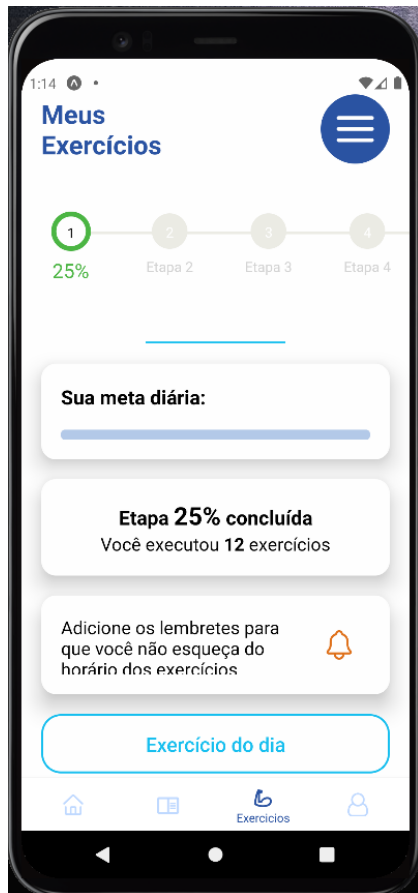 1:14
Meus
Exercícios
1
2
3
4
25%
Etapa 2
Etapa 3
Etapa 4
Sua meta diária:
Etapa 25% concluída
Você executou 12 exercícios
Adicione os lembretes para
que você não esqueça do
horário dos exercícios
Exercício do dia
Exercicios